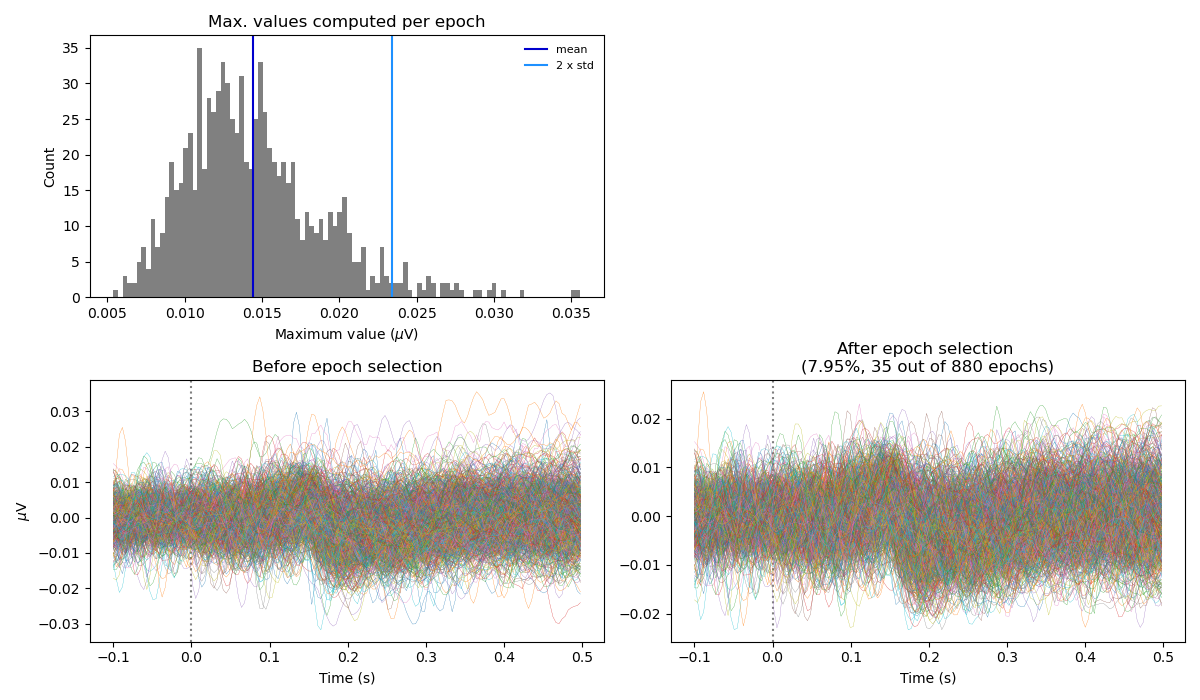 Max. values computed per epoch
35
30
25
20
15
10
5
0
Count
mean
2 x std
0.005 0.010 0.015 0.020 0.025 0.030 0.035
Maximum value (μV)
Before epoch selection
0.03
0.02
0.01
0.00
−0.01
−0.02
−0.03
μV
−0.1 0.0 0.1 0.2 0.3 0.4 0.5
Time (s)
After epoch selection
(7.95%, 35 out of 880 epochs)
0.02
0.01
0.00
−0.01
−0.02
−0.1 0.0 0.1 0.2 0.3 0.4 0.5
Time (s)